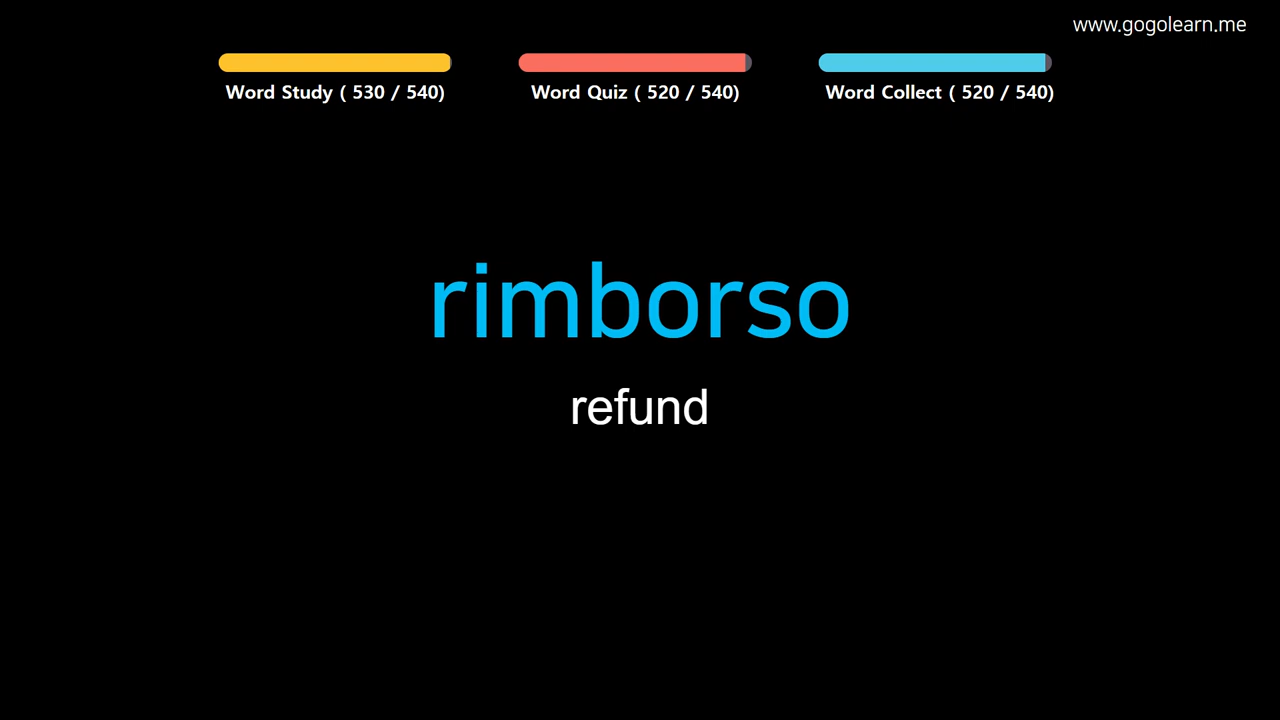 www.gogolearn.me
Word Study ( 530 / 540)
Word Quiz ( 520 / 540)
Word Collect ( 520 / 540)
rimborso
refund